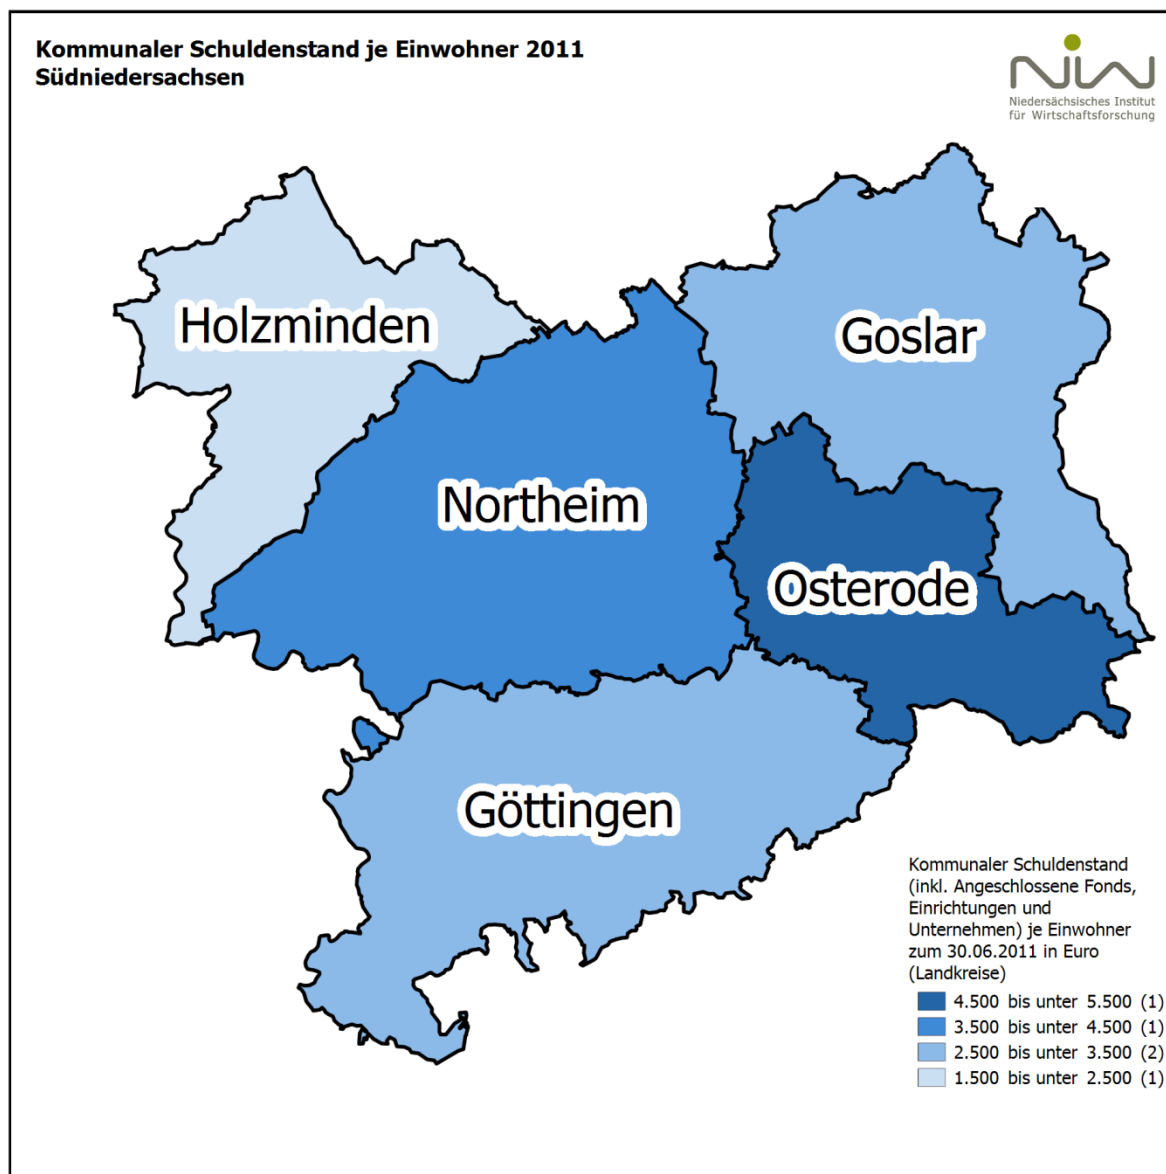 Kommunaler Schuldenstand je Einwohner 2011
Südniedersachsen
NIW
Niedersächsisches Institut
für Wirtschaftsforschung
Holzminden
Goslar
Northeim
Osterode
Göttingen
Kommunaler Schuldenstand
(inkl. Angeschlossene Fonds,
Einrichtungen und
Unternehmen) je Einwohner
zum 30.06.2011 in Euro
(Landkreise)
4.500 bis unter 5.500 (1)
3.500 bis unter 4.500 (1)
2.500 bis unter 3.500 (2)
1.500 bis unter 2.500 (1)